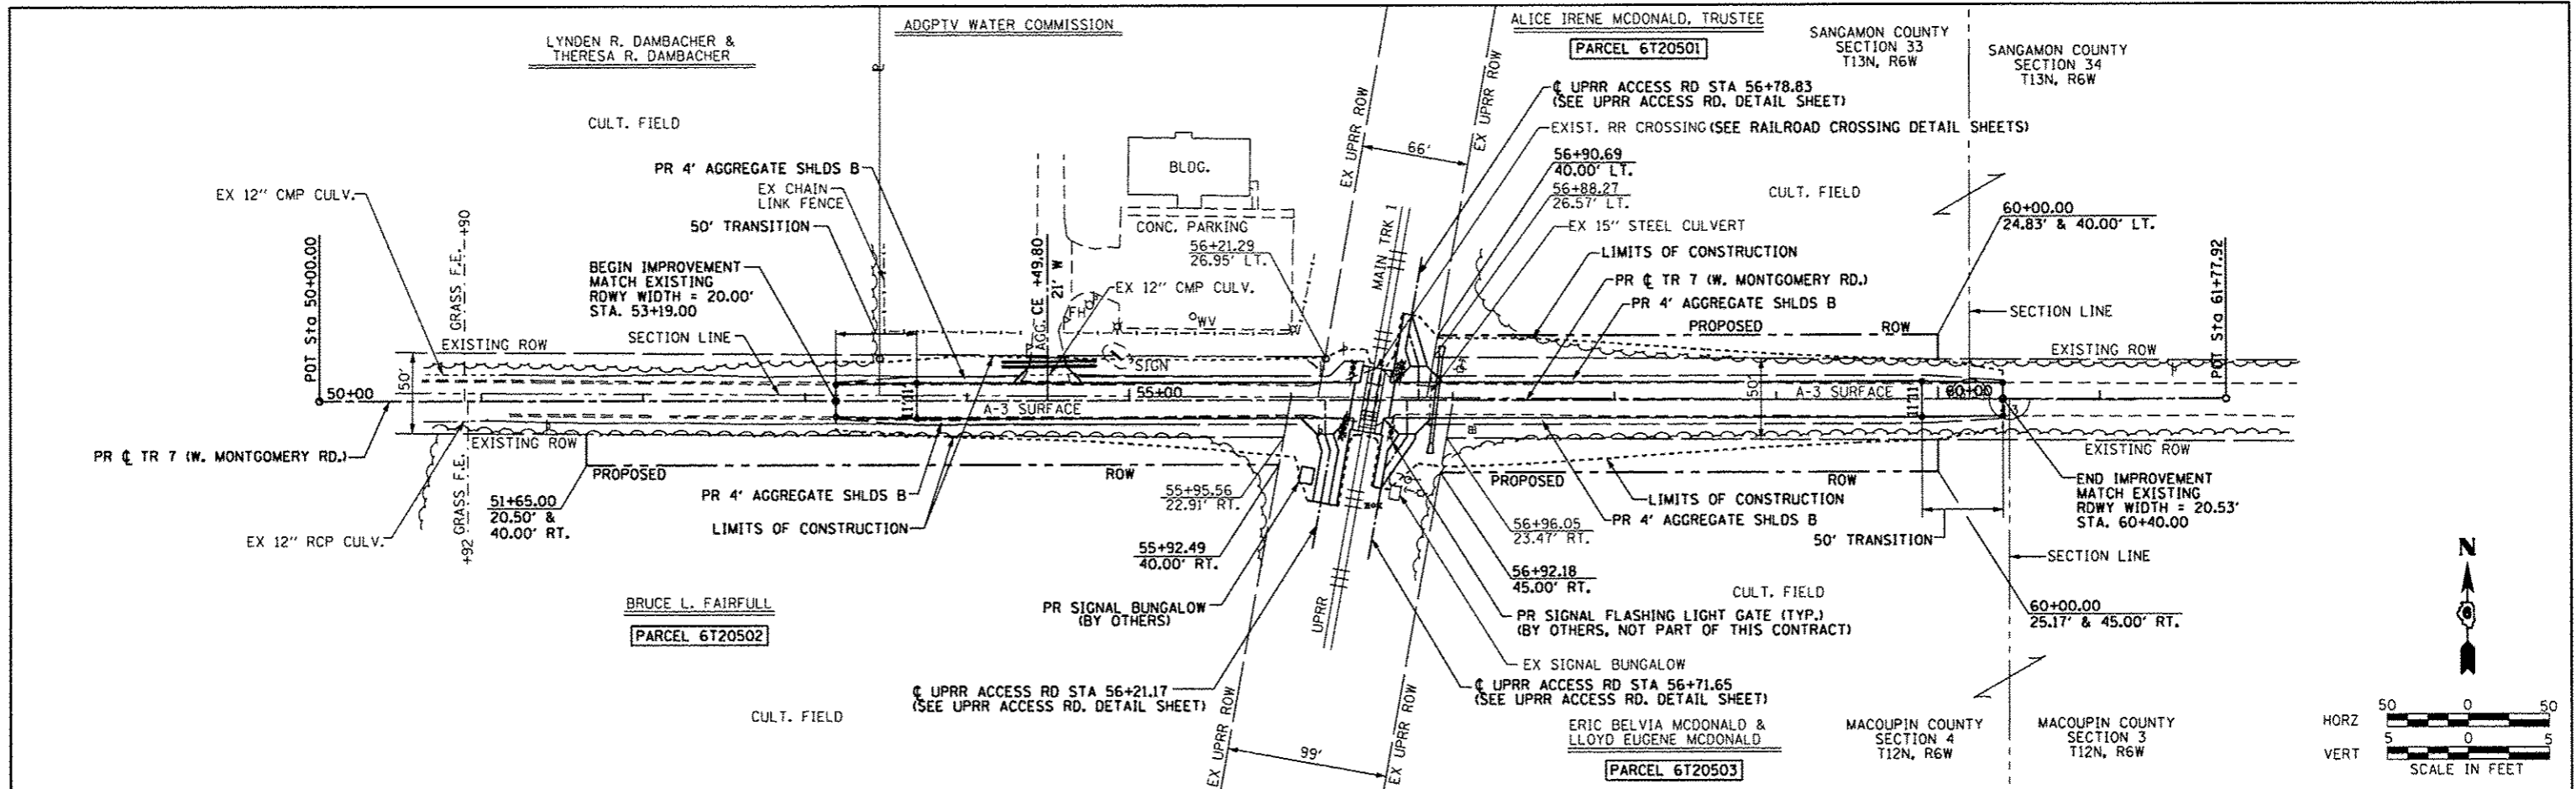 LYNDEN R. DAMBACHER &
THERESA R. DAMBACHER
ADGPTV WATER COMMISSION
ALICE IRENE MCDONALD, TRUSTEE
PARCEL 6T20501
SANGAMON COUNTY
SECTION 33
T13N, R6W
SANGAMON COUNTY
SECTION 34
T13N, R6W
CULT. FIELD
EX UPRR ROW
EX UPRR ROW
66'
℄ UPRR ACCESS RD STA 56+78.83
(SEE UPRR ACCESS RD. DETAIL SHEET)
EXIST. RR CROSSING (SEE RAILROAD CROSSING DETAIL SHEETS)
56+90.69
40.00' LT.
56+88.27
26.57' LT.
CULT. FIELD
EX 15" STEEL CULVERT
LIMITS OF CONSTRUCTION
PR ℄ TR 7 (W. MONTGOMERY RD.)
PR 4' AGGREGATE SHLDS B
60+00.00
24.83' & 40.00' LT.
POT Sta 61+77.92
SECTION LINE
BLDG.
CONC. PARKING
56+21.29
26.95' LT.
MAIN TRK 1
PR 4' AGGREGATE SHLDS B
EX CHAIN
LINK FENCE
50' TRANSITION
EX 12" CMP CULV.
+90
GRASS F.E.
POT Sta 50+00.00
BEGIN IMPROVEMENT
MATCH EXISTING
RDWY WIDTH = 20.00'
STA. 53+19.00
SECTION LINE
AGG. CE +49.80
21' W
EX 12" CMP CULV.
FH
WV
SIGN
EXISTING ROW
PROPOSED ROW
EXISTING ROW
50'
50+00
11'
11'
A-3 SURFACE
55+00
50'
A-3 SURFACE
11'
11'
60+00
EXISTING ROW
EXISTING ROW
PR ℄ TR 7 (W. MONTGOMERY RD.)
PROPOSED ROW
PROPOSED ROW
51+65.00
20.50' &
40.00' RT.
GRASS F.E.
+92
EX 12" RCP CULV.
PR 4' AGGREGATE SHLDS B
LIMITS OF CONSTRUCTION
55+95.56
22.91' RT.
55+92.49
40.00' RT.
PR SIGNAL BUNGALOW
(BY OTHERS)
UPRR
LIMITS OF CONSTRUCTION
PR 4' AGGREGATE SHLDS B
56+96.05
23.47' RT.
50' TRANSITION
56+92.18
45.00' RT.
END IMPROVEMENT
MATCH EXISTING
RDWY WIDTH = 20.53'
STA. 60+40.00
SECTION LINE
CULT. FIELD
PR SIGNAL FLASHING LIGHT GATE (TYP.)
(BY OTHERS, NOT PART OF THIS CONTRACT)
60+00.00
25.17' & 45.00' RT.
EX SIGNAL BUNGALOW
BRUCE L. FAIRFULL
PARCEL 6T20502
℄ UPRR ACCESS RD STA 56+21.17
(SEE UPRR ACCESS RD. DETAIL SHEET)
℄ UPRR ACCESS RD STA 56+71.65
(SEE UPRR ACCESS RD. DETAIL SHEET)
CULT. FIELD
EX UPRR ROW
99'
EX UPRR ROW
ERIC BELVIA MCDONALD &
LLOYD EUGENE MCDONALD
PARCEL 6T20503
MACOUPIN COUNTY
SECTION 4
T12N, R6W
MACOUPIN COUNTY
SECTION 3
T12N, R6W
N
HORZ 50 0 50
VERT 5 0 5
SCALE IN FEET